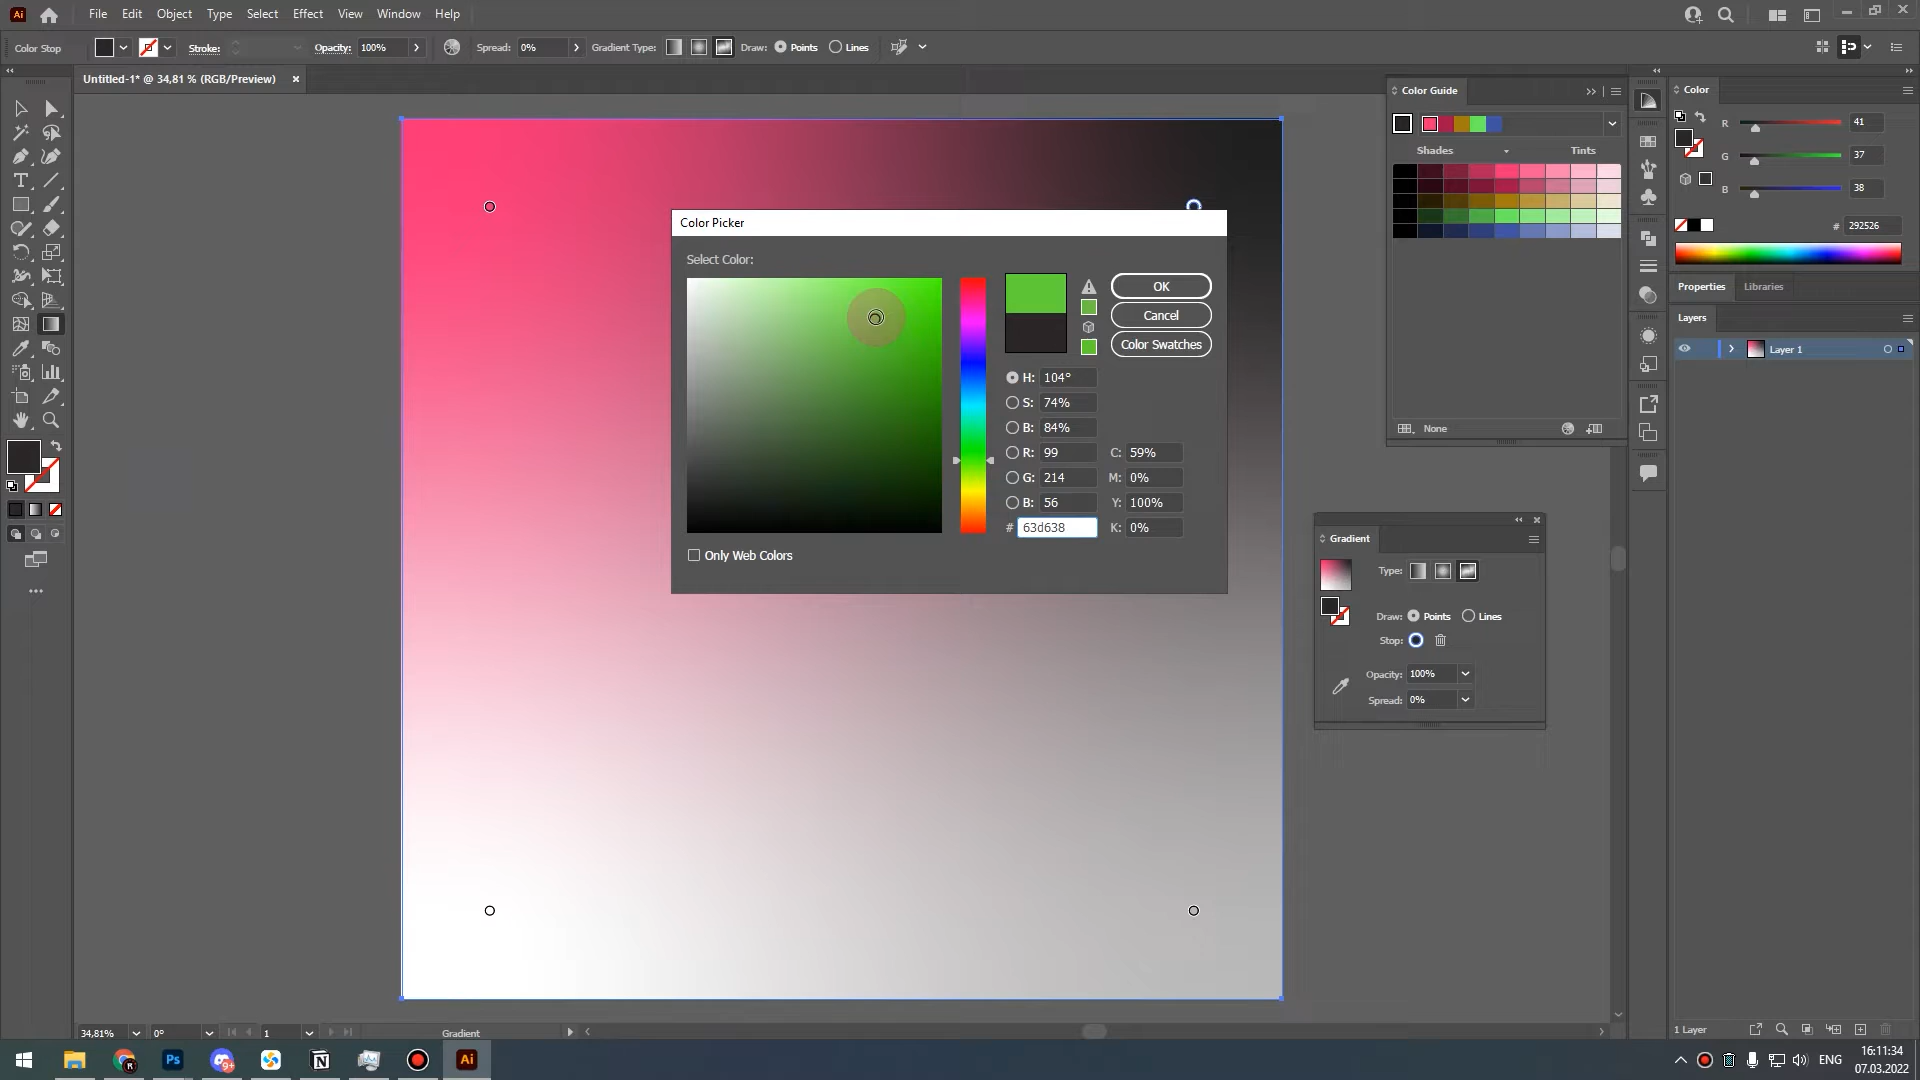 Ai File Edit Object Type Select Effect View Window Help
Color Stop Stroke: Opacity: 100% Spread: 0% Gradient Type: Draw: Points Lines
Untitled-1* @ 34,81 % (RGB/Preview) ×
Color Guide
Shades Tints
None
Color
R 41
G 37
B 38
# 292526
Properties Libraries
Layers
Layer 1
Color Picker
Select Color:
OK
Cancel
Color Swatches
H: 104°
S: 74%
B: 84%
R: 99 C: 59%
G: 214 M: 0%
B: 56 Y: 100%
# 63d638 K: 0%
Only Web Colors
Gradient
Type:
Draw: Points Lines
Stop:
Opacity: 100%
Spread: 0%
34,81% 0° 1 Gradient
1 Layer
Ps 9+ N Ai
ENG 16:11:34
07.03.2022